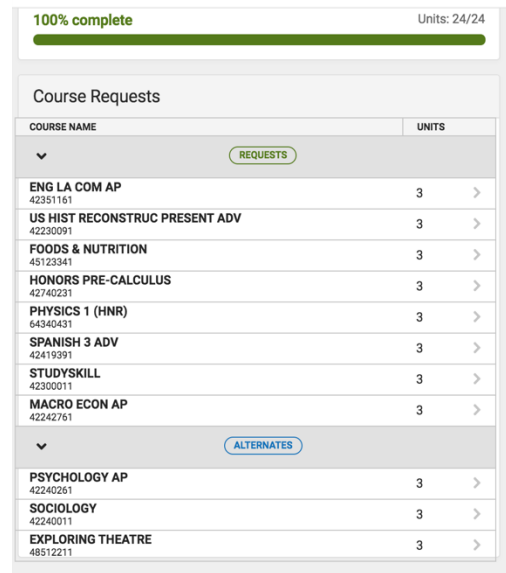 100% complete Units: 24/24
Course Requests
COURSE NAME UNITS
REQUESTS
ENG LA COM AP 3
42351161
US HIST RECONSTRUC PRESENT ADV 3
42230091
FOODS & NUTRITION 3
45123341
HONORS PRE-CALCULUS 3
42740231
PHYSICS 1 (HNR) 3
64340431
SPANISH 3 ADV 3
42419391
STUDYSKILL 3
42300011
MACRO ECON AP 3
42242761
ALTERNATES
PSYCHOLOGY AP 3
42240261
SOCIOLOGY 3
42240011
EXPLORING THEATRE 3
48512211